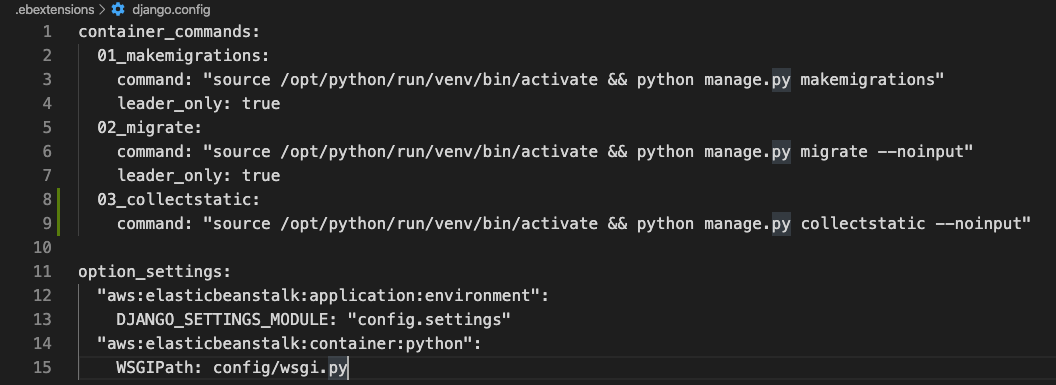 .ebextensions > django.config
1 container_commands:
2   01_makemigrations:
3     command: "source /opt/python/run/venv/bin/activate && python manage.py makemigrations"
4     leader_only: true
5   02_migrate:
6     command: "source /opt/python/run/venv/bin/activate && python manage.py migrate --noinput"
7     leader_only: true
8   03_collectstatic:
9     command: "source /opt/python/run/venv/bin/activate && python manage.py collectstatic --noinput"
10
11 option_settings:
12   "aws:elasticbeanstalk:application:environment":
13     DJANGO_SETTINGS_MODULE: "config.settings"
14   "aws:elasticbeanstalk:container:python":
15     WSGIPath: config/wsgi.py